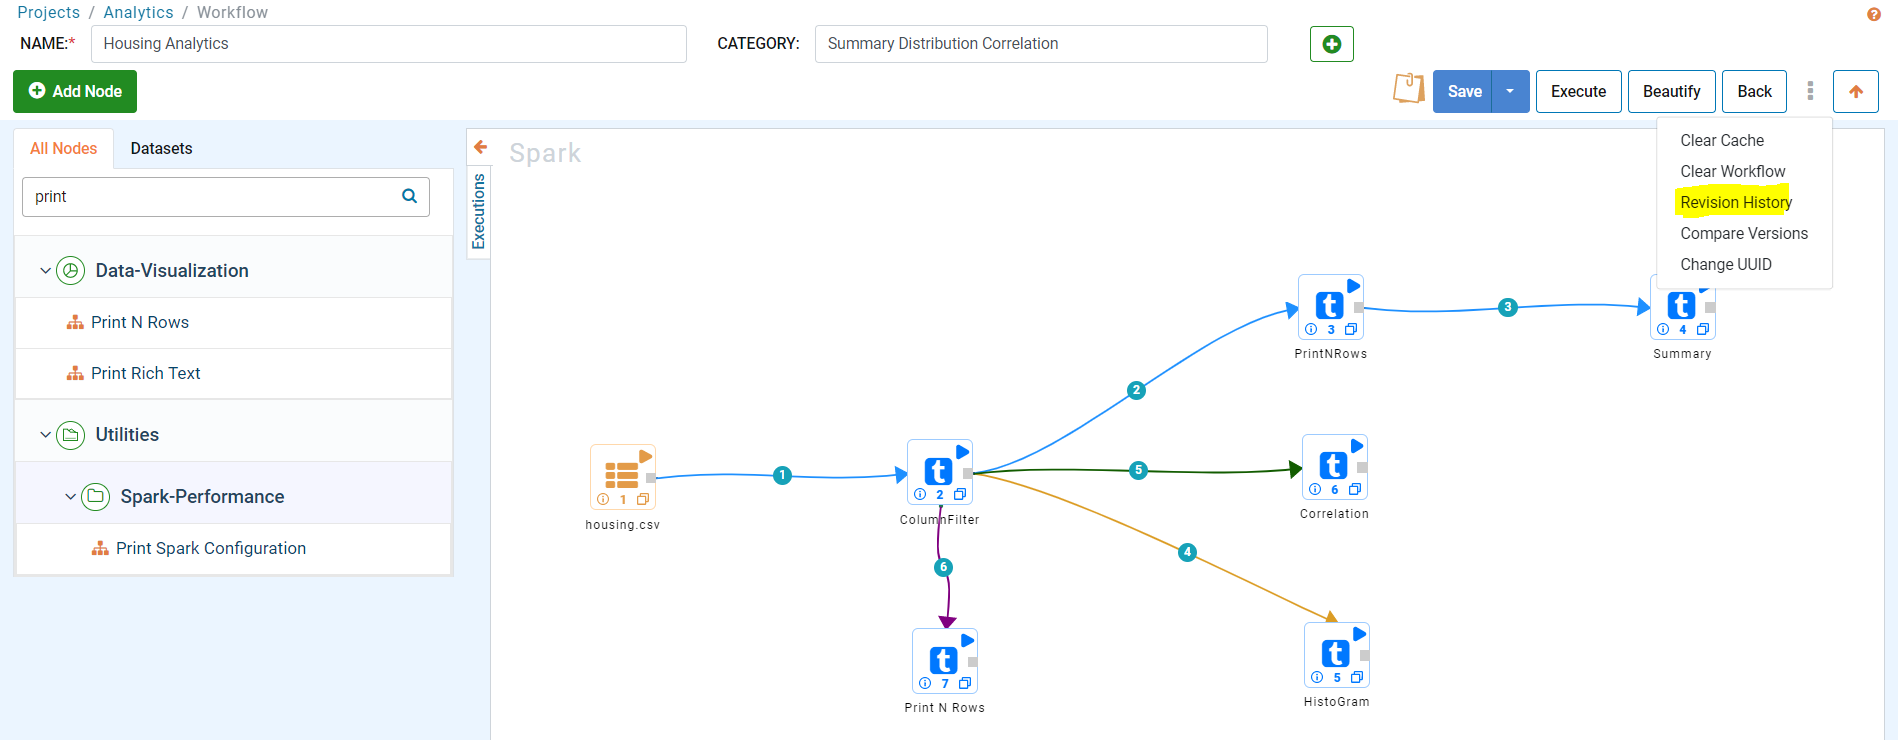 Projects / Analytics / Workflow
NAME:* Housing Analytics CATEGORY: Summary Distribution Correlation
Add Node Save Execute Beautify Back
All Nodes Datasets
print
Data-Visualization
Print N Rows
Print Rich Text
Utilities
Spark-Performance
Print Spark Configuration
Executions
Spark
Clear Cache
Clear Workflow
Revision History
Compare Versions
Change UUID
1
housing.csv
1
2
ColumnFilter
2
3
PrintNRows
3
4
Summary
5
6
Correlation
4
5
HistoGram
6
7
Print N Rows